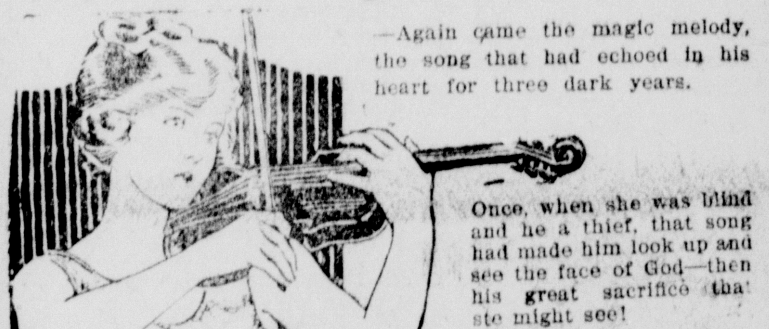 —Again came the magic melody,
the song that had echoed in his
heart for three dark years.
Once, when she was blind
and he a thief, that song
had made him look up and
see the face of God—then
his great sacrifice that
she might see!